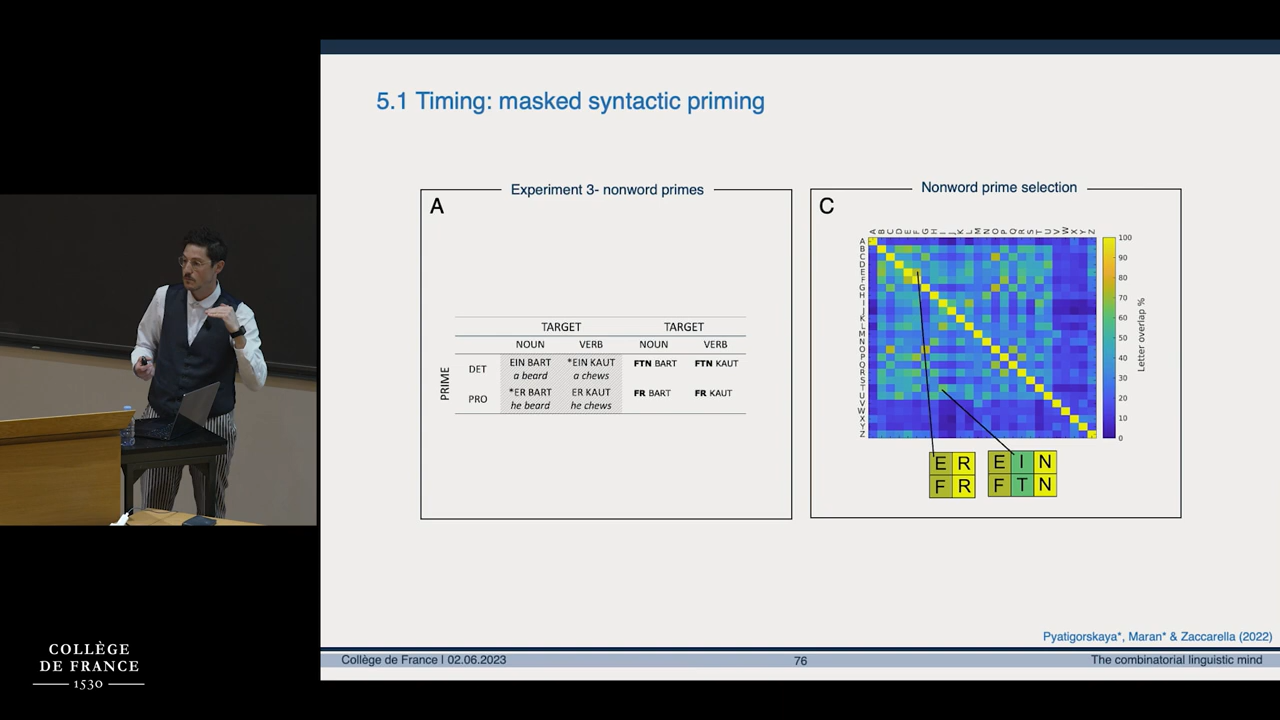 5.1 Timing: masked syntactic priming
Experiment 3- nonword primes
A
TARGET TARGET
NOUN VERB NOUN VERB
PRIME
DET EIN BART *EIN KAUT FTN BART FTN KAUT
a beard a chews
PRO *ER BART ER KAUT FR BART FR KAUT
he beard he chews
Nonword prime selection
C
A B C D E F G H I J K L M N O P Q R S T U V W X Y Z
A
B
C
D
E
F
G
H
I
J
K
L
M
N
O
P
Q
R
S
T
U
V
W
X
Y
Z
100
90
80
70
60
50
40
30
20
10
0
Letter overlap %
E R E I N
F R F T N
Pyatigorskaya*, Maran* & Zaccarella (2022)
Collège de France I 02.06.2023 76 The combinatorial linguistic mind
COLLÈGE
DE FRANCE
1530